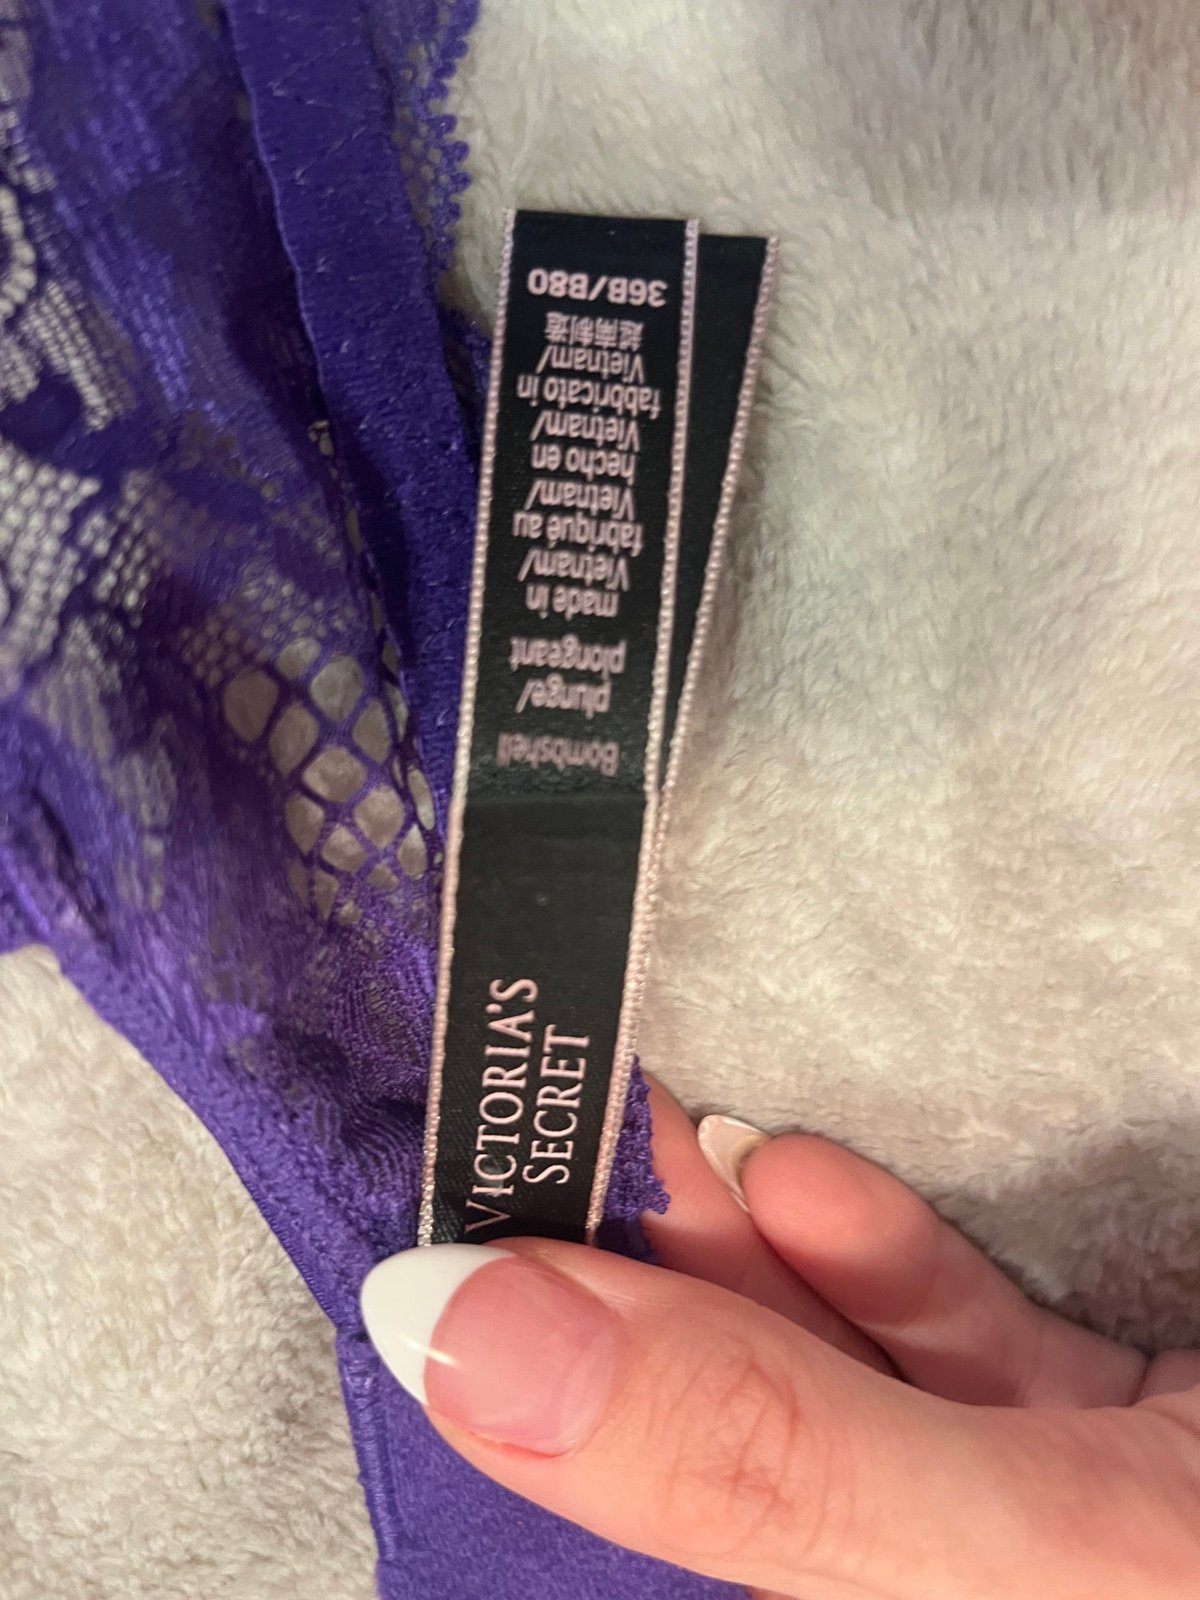 VICTORIA'S
SECRET
Bombshell
plunge/
plongeant
made in
Vietnam/
fabriqué au
Vietnam/
hecho en
Vietnam/
fabbricato in
Vietnam/
越南制造
36B/B80